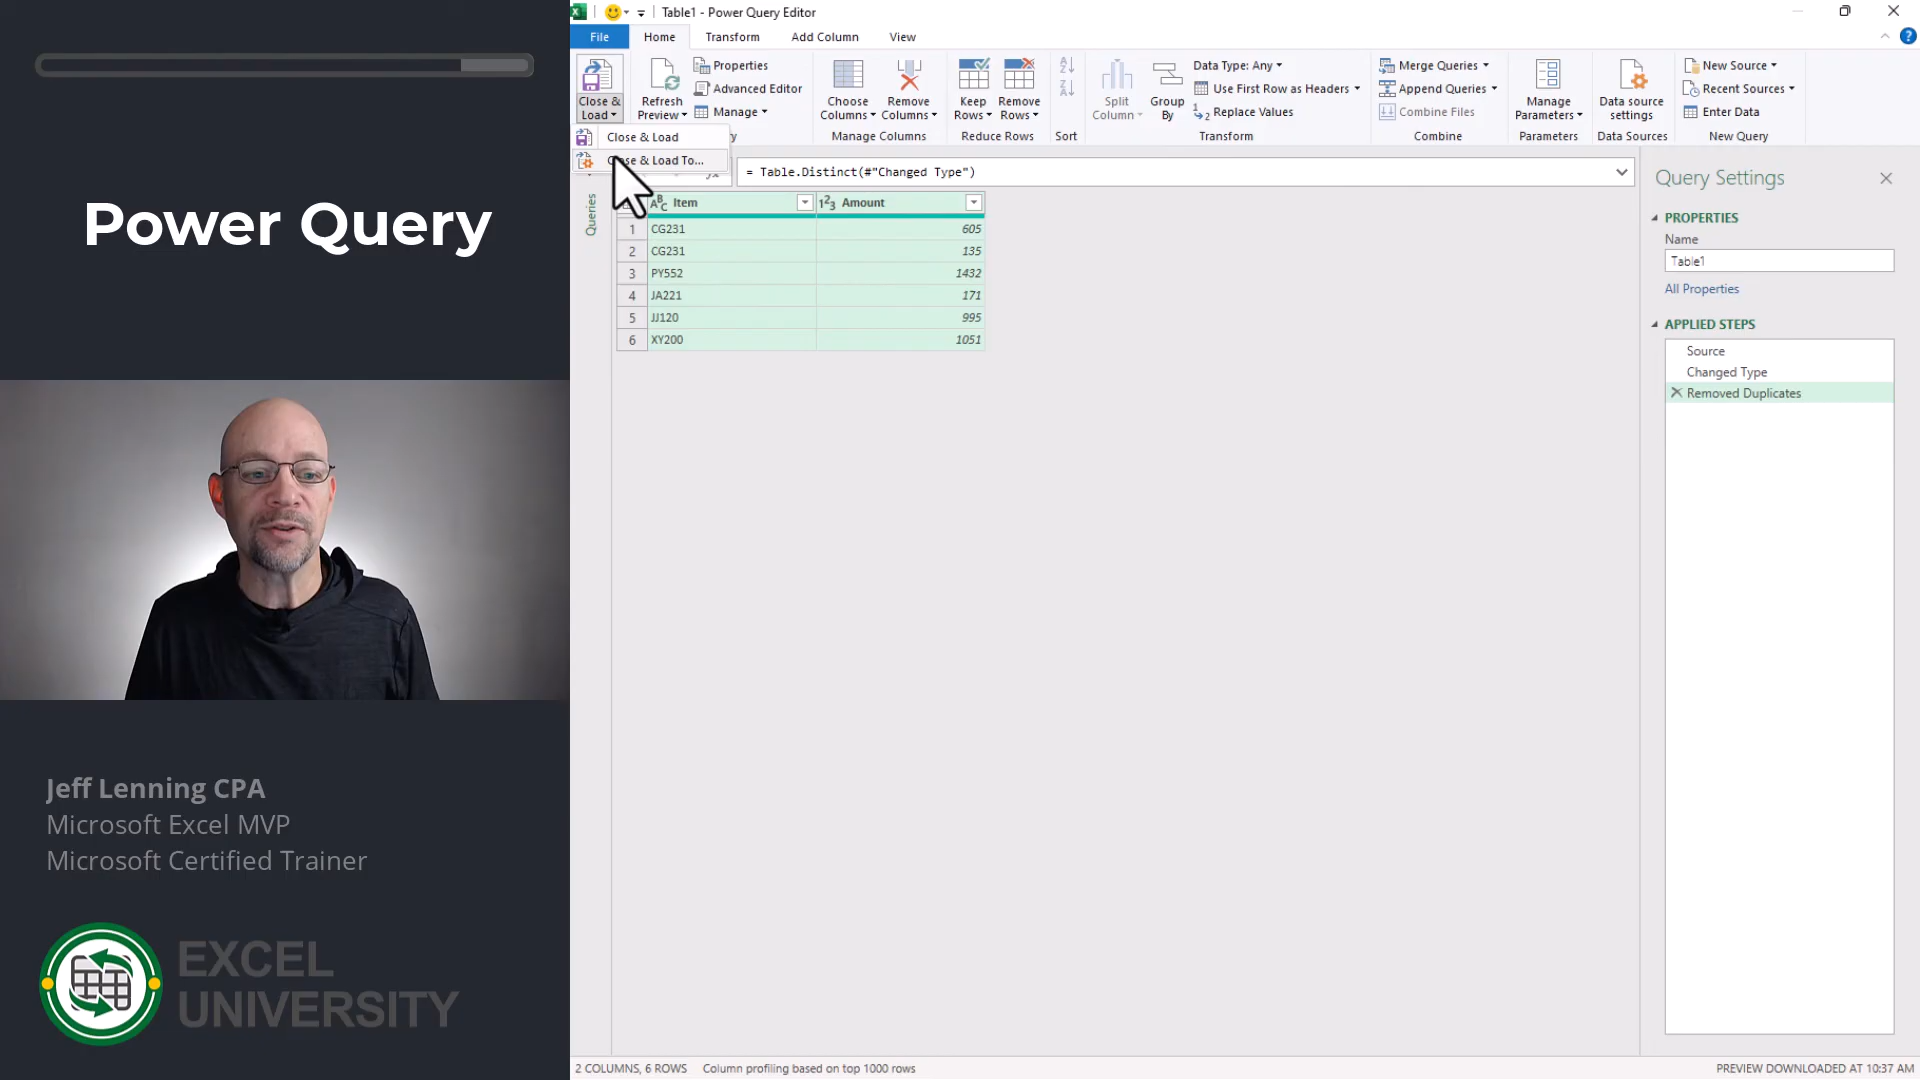 Power Query
Jeff Lenning CPA
Microsoft Excel MVP
Microsoft Certified Trainer
EXCEL
UNIVERSITY
Table1 - Power Query Editor
File
Home
Transform
Add Column
View
Close &
Load
Refresh
Preview
Properties
Advanced Editor
Manage
Choose
Columns
Remove
Columns
Manage Columns
Keep
Rows
Remove
Rows
Reduce Rows
Sort
Split
Column
Group
By
Data Type: Any
Use First Row as Headers
Replace Values
Transform
Merge Queries
Append Queries
Combine Files
Combine
Manage
Parameters
Parameters
Data source
settings
Data Sources
New Source
Recent Sources
Enter Data
New Query
Close & Load
& Load To...
= Table.Distinct(#"Changed Type")
Queries
Item Amount
1 CG231 605
2 CG231 135
3 PY552 1432
4 JA221 171
5 JJ120 995
6 XY200 1051
Query Settings
PROPERTIES
Name
Table1
All Properties
APPLIED STEPS
Source
Changed Type
Removed Duplicates
2 COLUMNS, 6 ROWS
Column profiling based on top 1000 rows
PREVIEW DOWNLOADED AT 10:37 AM